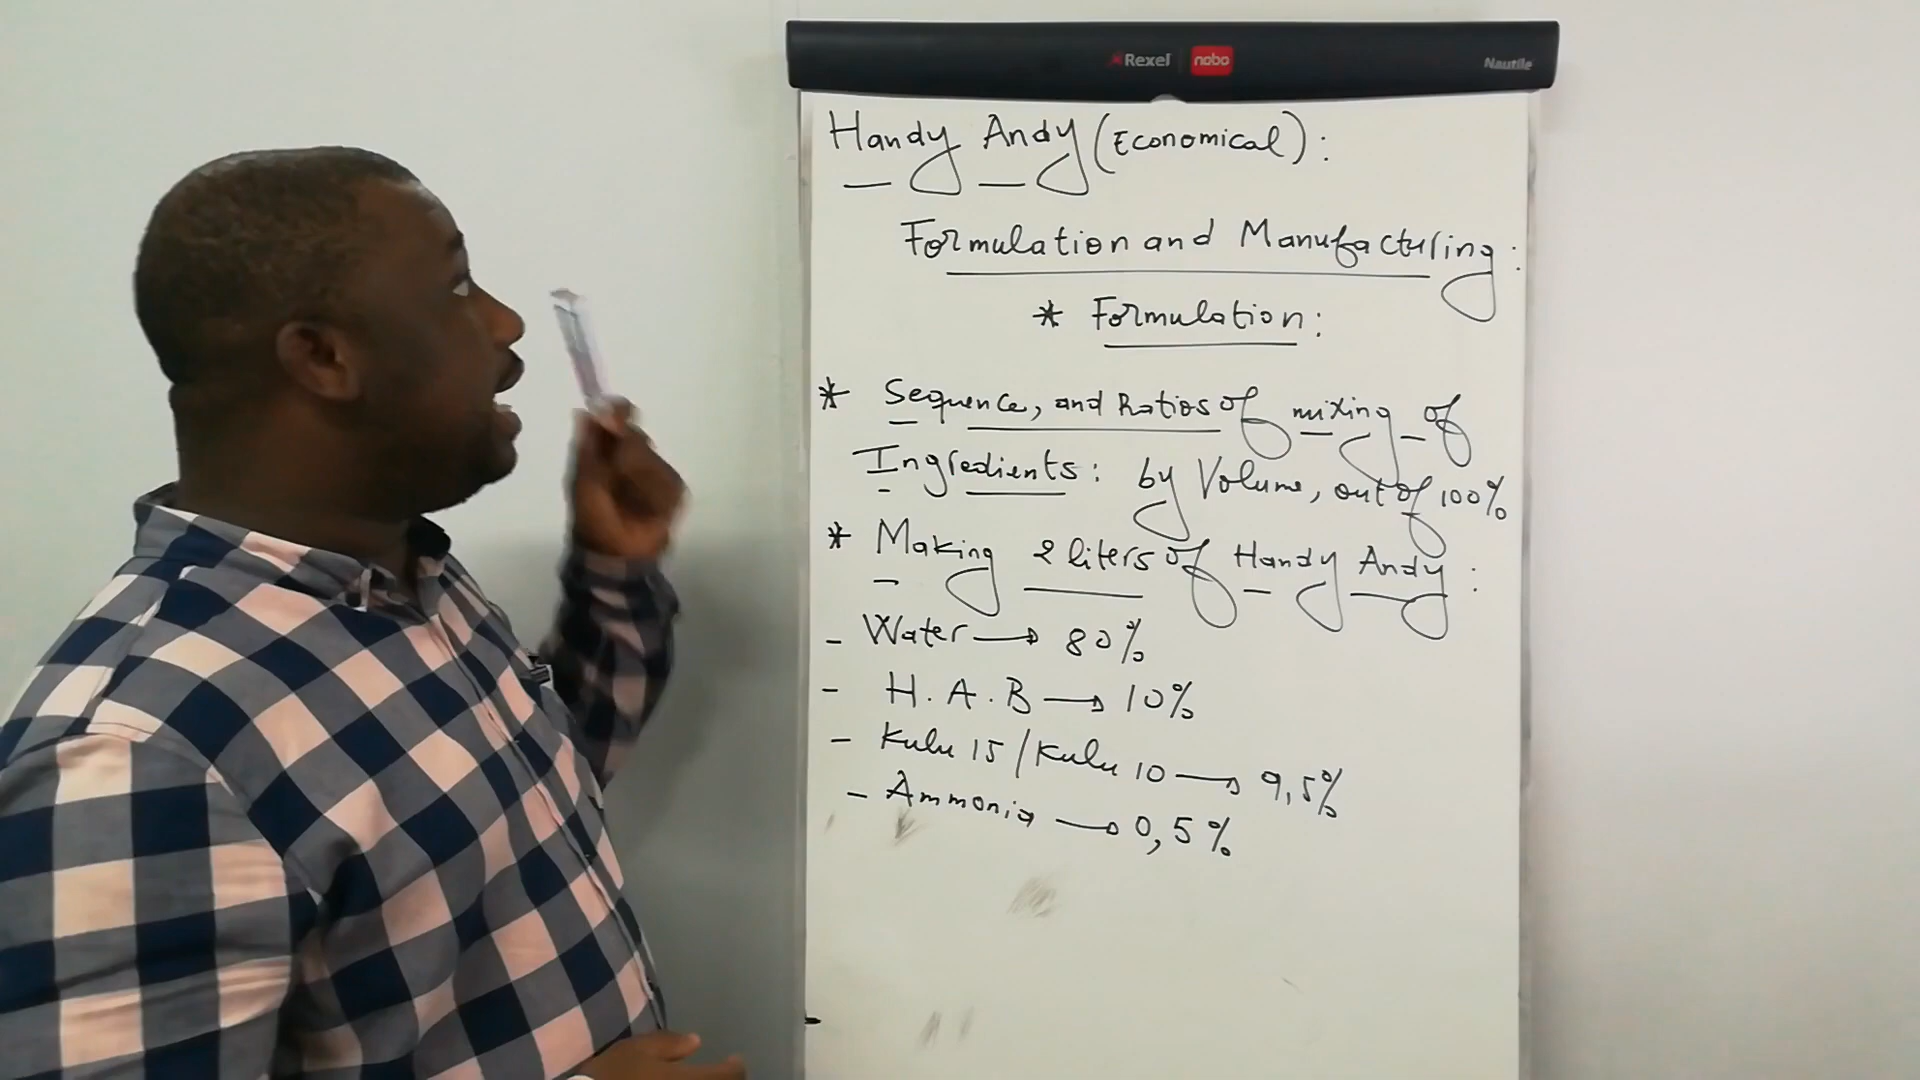 Rexel nobo Nautile
Handy Andy (Economical):
Formulation and Manufacturing:
* Formulation:
* Sequence, and Ratios of mixing of
Ingredients: by Volume, out of 100%
* Making 2 liters of Handy Andy:
- Water → 80%
- H.A.B → 10%
- Kulu 15 / Kulu 10 → 9,5%
- Ammonia → 0,5%